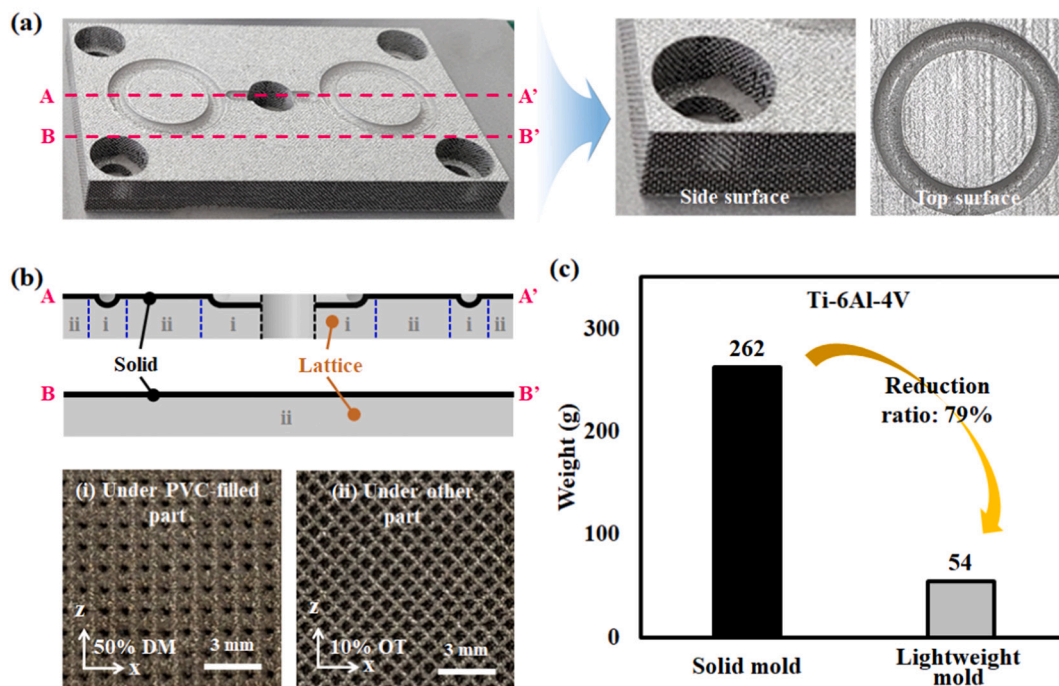 (a)
A
A'
B
B'
Side surface
Top surface
(b)
A
A'
ii
i
ii
i
i
ii
i
ii
Solid
Lattice
B
B'
ii
(i) Under PVC-filled
part
z
50% DM
x
3 mm
(ii) Under other
part
z
10% OT
x
3 mm
(c)
Ti-6Al-4V
300
262
Reduction
ratio: 79%
200
Weight (g)
100
54
0
Solid mold
Lightweight
mold